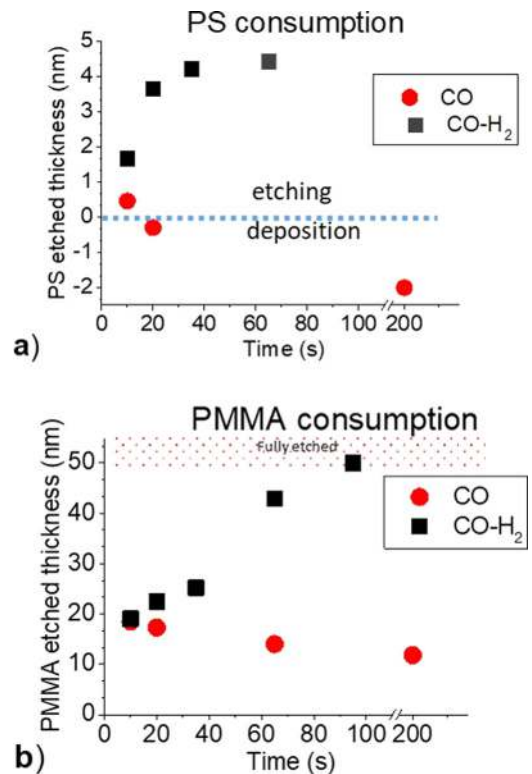 PS consumption
PS etched thickness (nm)
5
4
3
2
1
0
-1
-2
CO
CO-H₂
etching
deposition
0 20 40 60 80 100 200
Time (s)
a)
PMMA consumption
Fully etched
PMMA etched thickness (nm)
50
40
30
20
10
0
CO
CO-H₂
0 20 40 60 80 100 200
Time (s)
b)